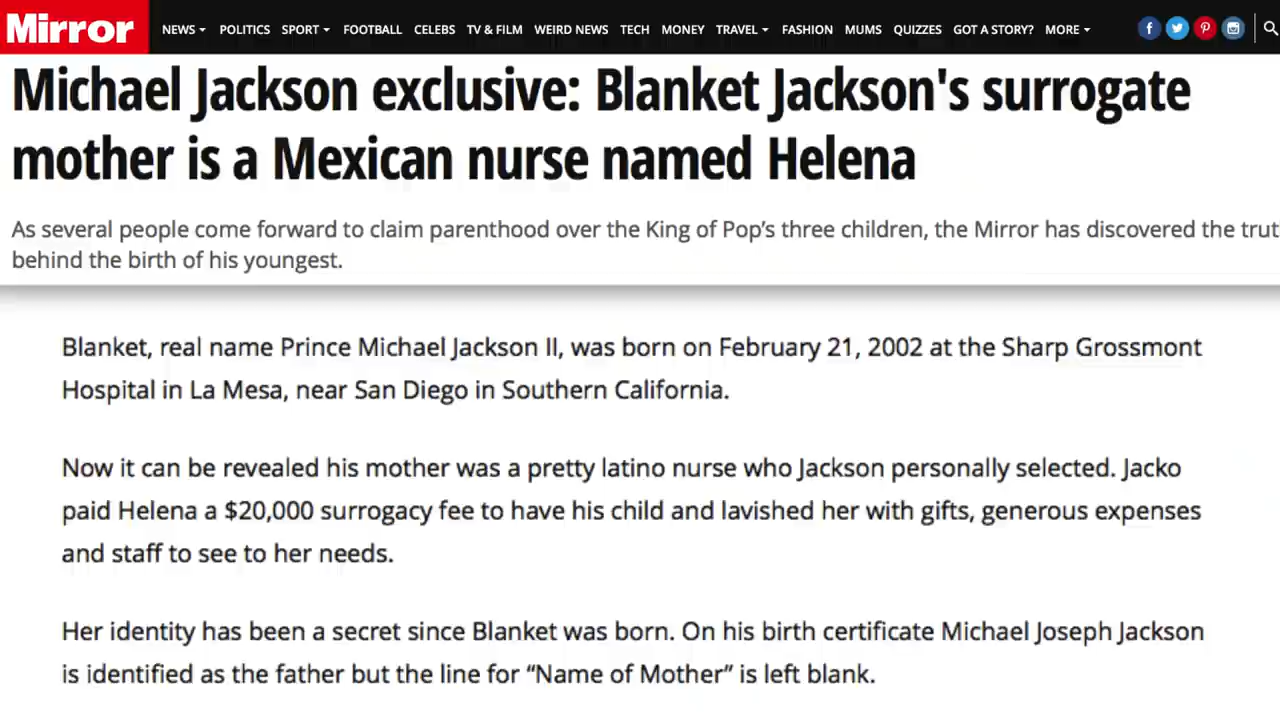 Mirror NEWS POLITICS SPORT FOOTBALL CELEBS TV & FILM WEIRD NEWS TECH MONEY TRAVEL FASHION MUMS QUIZZES GOT A STORY? MORE
Michael Jackson exclusive: Blanket Jackson's surrogate
mother is a Mexican nurse named Helena
As several people come forward to claim parenthood over the King of Pop’s three children, the Mirror has discovered the trut
behind the birth of his youngest.
Blanket, real name Prince Michael Jackson II, was born on February 21, 2002 at the Sharp Grossmont
Hospital in La Mesa, near San Diego in Southern California.
Now it can be revealed his mother was a pretty latino nurse who Jackson personally selected. Jacko
paid Helena a $20,000 surrogacy fee to have his child and lavished her with gifts, generous expenses
and staff to see to her needs.
Her identity has been a secret since Blanket was born. On his birth certificate Michael Joseph Jackson
is identified as the father but the line for “Name of Mother” is left blank.